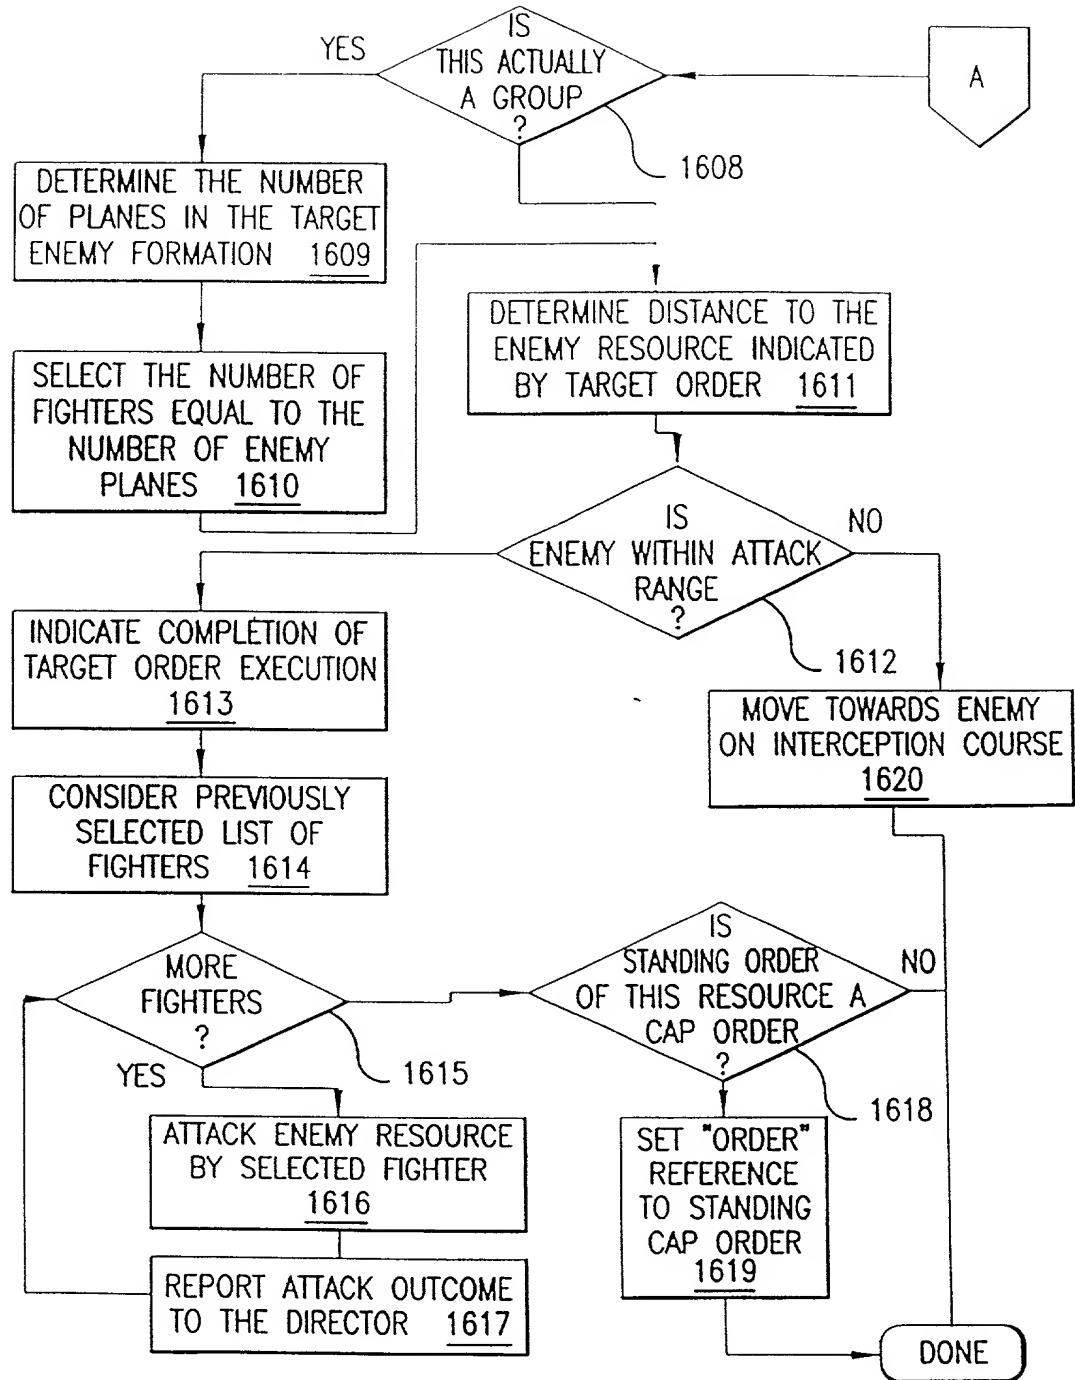 IS
THIS ACTUALLY
A GROUP
?
YES
A
1608
DETERMINE THE NUMBER
OF PLANES IN THE TARGET
ENEMY FORMATION 1609
SELECT THE NUMBER OF
FIGHTERS EQUAL TO THE
NUMBER OF ENEMY
PLANES 1610
DETERMINE DISTANCE TO THE
ENEMY RESOURCE INDICATED
BY TARGET ORDER 1611
IS
ENEMY WITHIN ATTACK
RANGE
?
NO
1612
INDICATE COMPLETION OF
TARGET ORDER EXECUTION
1613
MOVE TOWARDS ENEMY
ON INTERCEPTION COURSE
1620
CONSIDER PREVIOUSLY
SELECTED LIST OF
FIGHTERS 1614
MORE
FIGHTERS
?
YES
1615
IS
STANDING ORDER
OF THIS RESOURCE A
CAP ORDER
?
NO
1618
ATTACK ENEMY RESOURCE
BY SELECTED FIGHTER
1616
REPORT ATTACK OUTCOME
TO THE DIRECTOR 1617
SET "ORDER"
REFERENCE
TO STANDING
CAP ORDER
1619
DONE